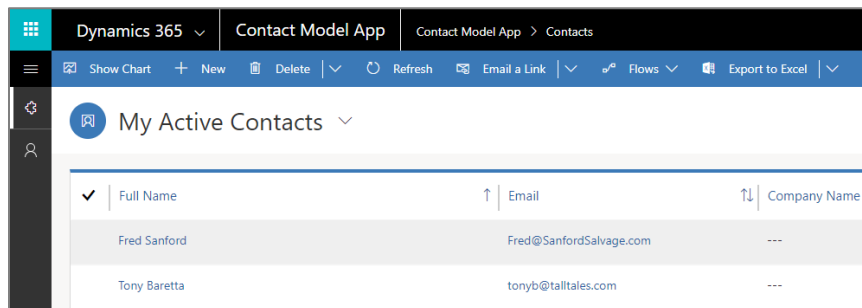 Dynamics 365 Contact Model App Contact Model App > Contacts
Show Chart New Delete Refresh Email a Link Flows Export to Excel
My Active Contacts
Full Name Email Company Name
Fred Sanford Fred@SanfordSalvage.com ---
Tony Baretta tonyb@talltales.com ---